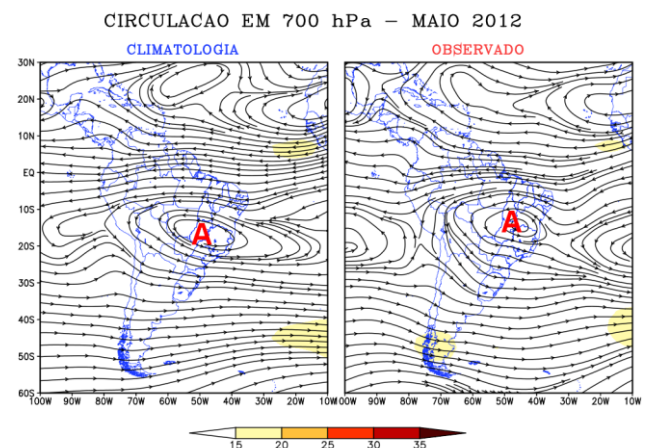 CIRCULACAO EM 700 hPa – MAIO 2012
CLIMATOLOGIA OBSERVADO
30N
20N
10N
EQ
10S
20S
30S
40S
50S
60S
A A
100W 90W 80W 70W 60W 50W 40W 30W 20W 10W 100W 90W 80W 70W 60W 50W 40W 30W 20W 10W
15 20 25 30 35